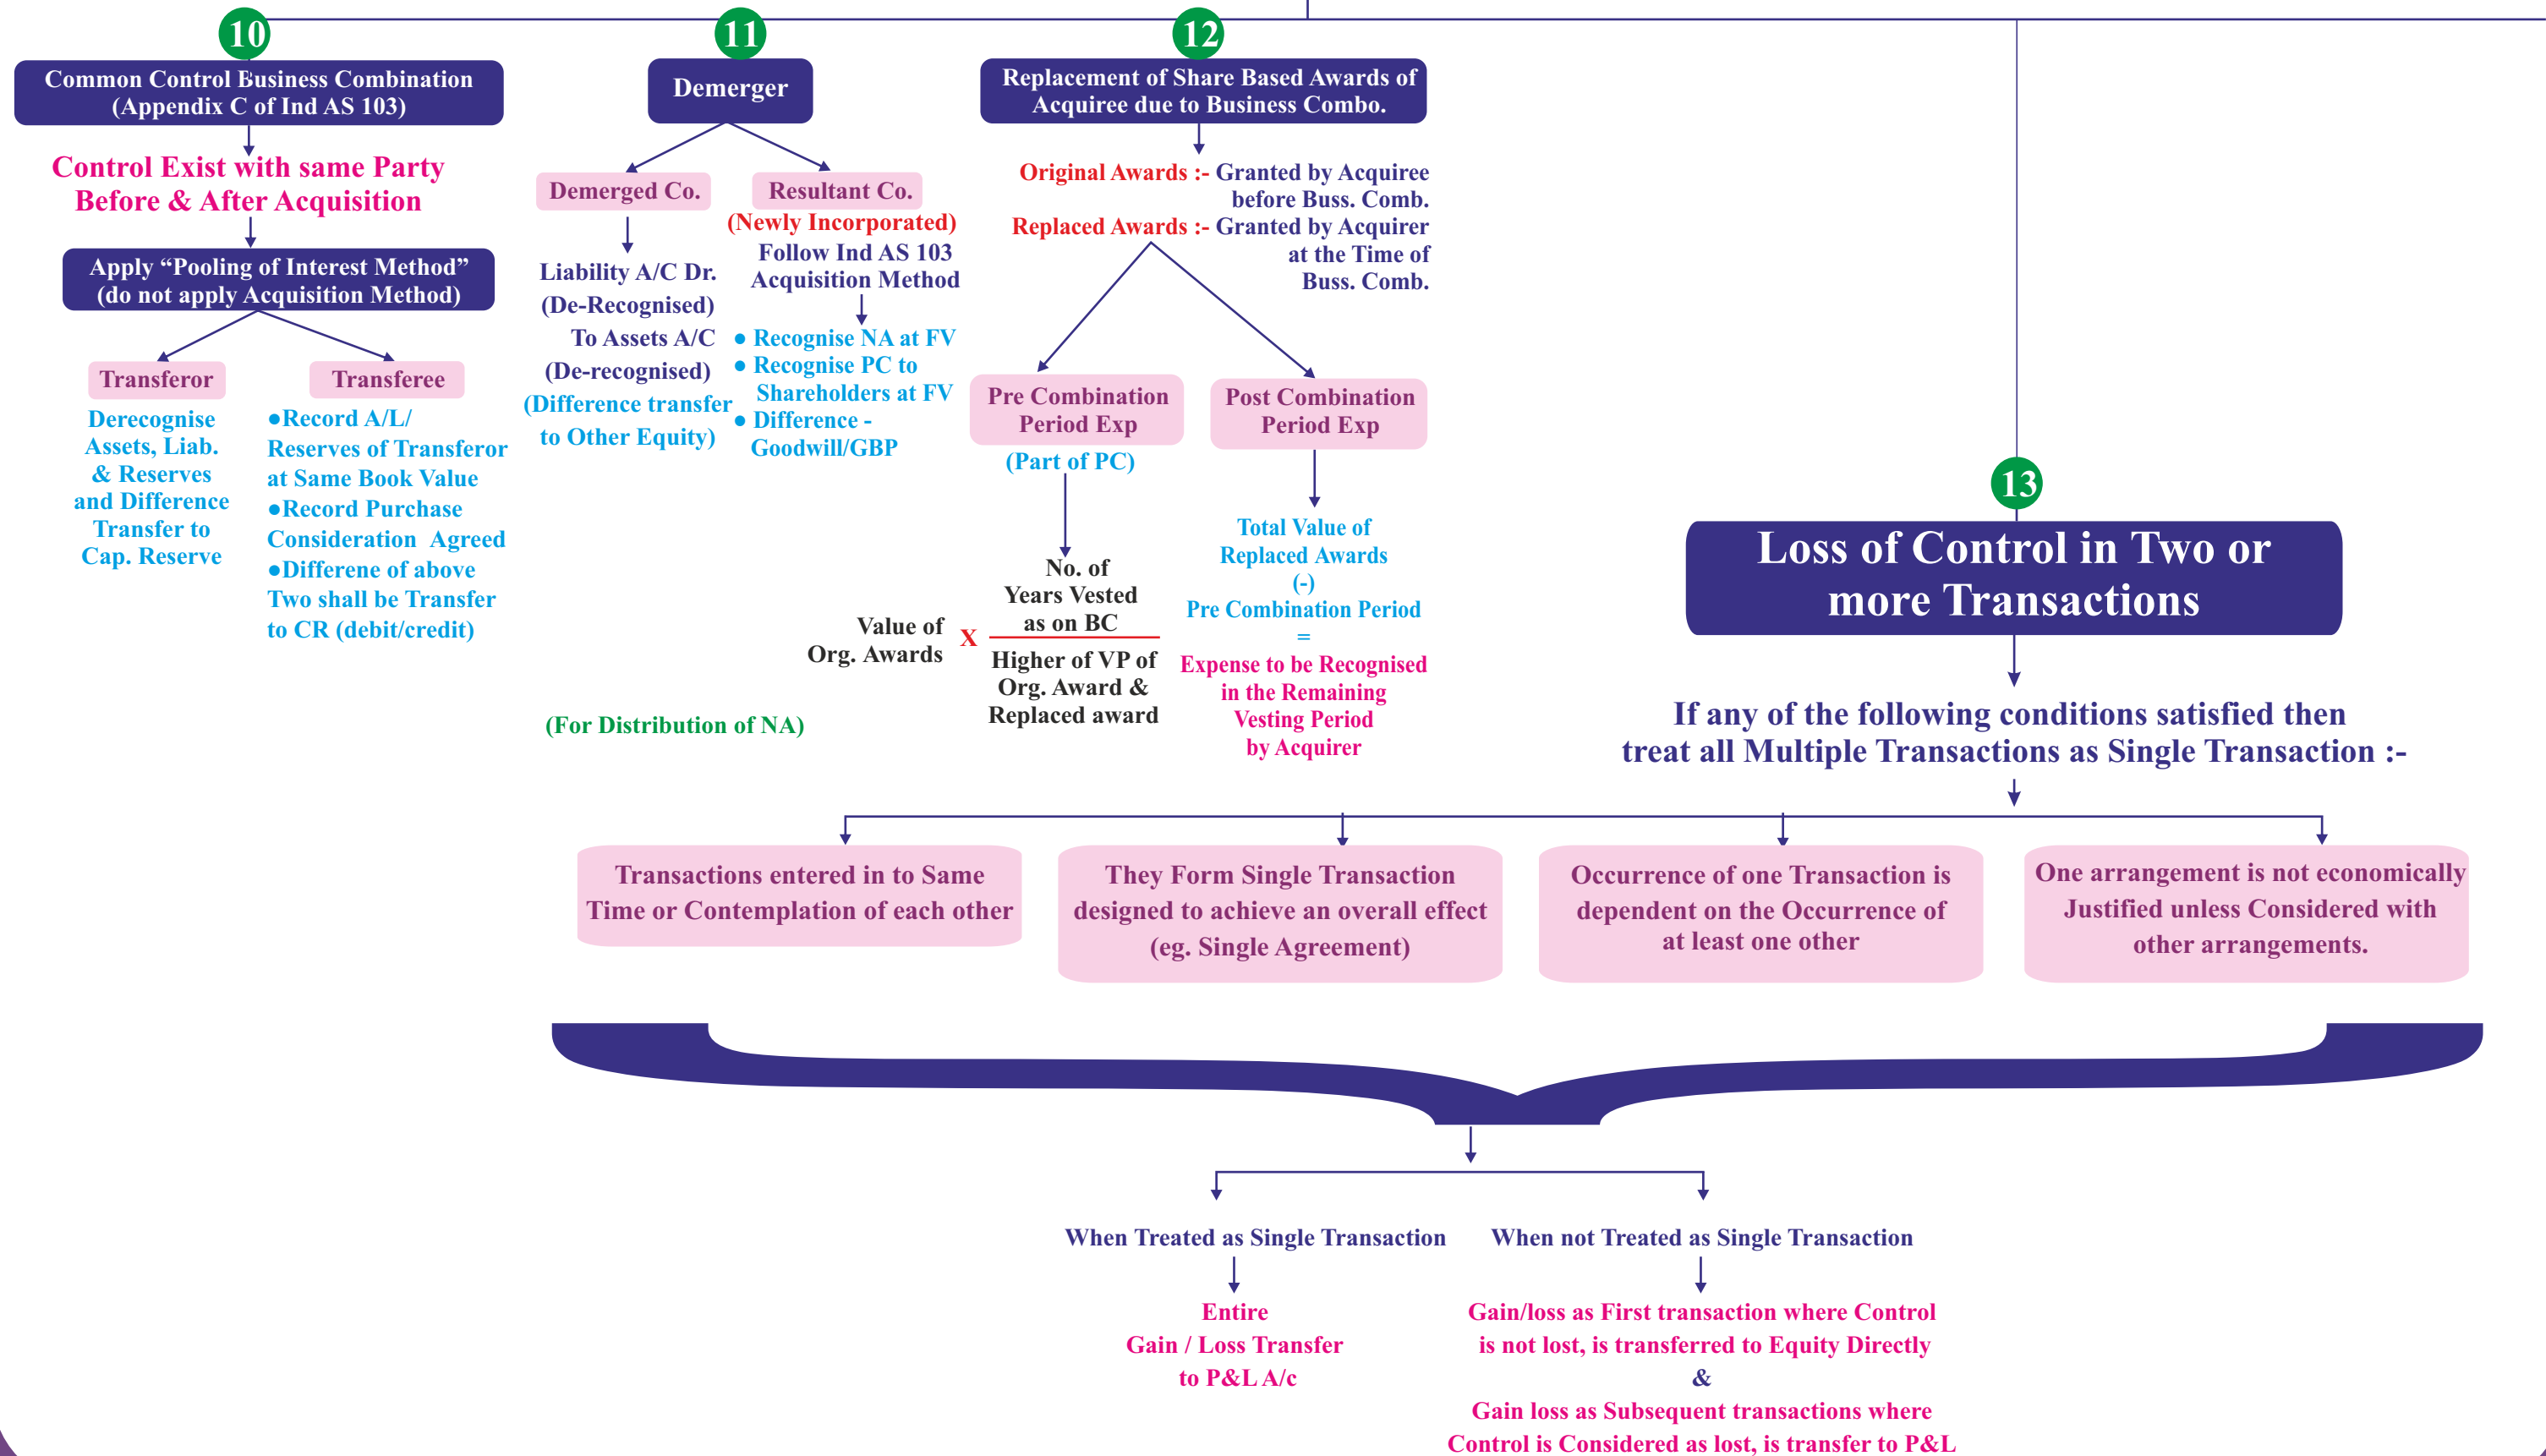 10
Common Control Business Combination
(Appendix C of Ind AS 103)
Control Exist with same Party
Before & After Acquisition
Apply “Pooling of Interest Method”
(do not apply Acquisition Method)
Transferor
Derecognise
Assets, Liab.
& Reserves
and Difference
Transfer to
Cap. Reserve
Transferee
●Record A/L/
Reserves of Transferor
at Same Book Value
●Record Purchase
Consideration Agreed
●Differene of above
Two shall be Transfer
to CR (debit/credit)
11
Demerger
Demerged Co.
Liability A/C Dr.
(De-Recognised)
To Assets A/C
(De-recognised)
(Difference transfer
to Other Equity)
Resultant Co.
(Newly Incorporated)
Follow Ind AS 103
Acquisition Method
● Recognise NA at FV
● Recognise PC to
Shareholders at FV
● Difference -
Goodwill/GBP
(For Distribution of NA)
12
Replacement of Share Based Awards of
Acquiree due to Business Combo.
Original Awards :- Granted by Acquiree
before Buss. Comb.
Replaced Awards :- Granted by Acquirer
at the Time of
Buss. Comb.
Pre Combination
Period Exp
(Part of PC)
Value of
Org. Awards
X
No. of
Years Vested
as on BC
Higher of VP of
Org. Award &
Replaced award
Post Combination
Period Exp
Total Value of
Replaced Awards
(-)
Pre Combination Period
=
Expense to be Recognised
in the Remaining
Vesting Period
by Acquirer
13
Loss of Control in Two or
more Transactions
If any of the following conditions satisfied then
treat all Multiple Transactions as Single Transaction :-
Transactions entered in to Same
Time or Contemplation of each other
They Form Single Transaction
designed to achieve an overall effect
(eg. Single Agreement)
Occurrence of one Transaction is
dependent on the Occurrence of
at least one other
One arrangement is not economically
Justified unless Considered with
other arrangements.
When Treated as Single Transaction
Entire
Gain / Loss Transfer
to P&L A/c
When not Treated as Single Transaction
Gain/loss as First transaction where Control
is not lost, is transferred to Equity Directly
&
Gain loss as Subsequent transactions where
Control is Considered as lost, is transfer to P&L